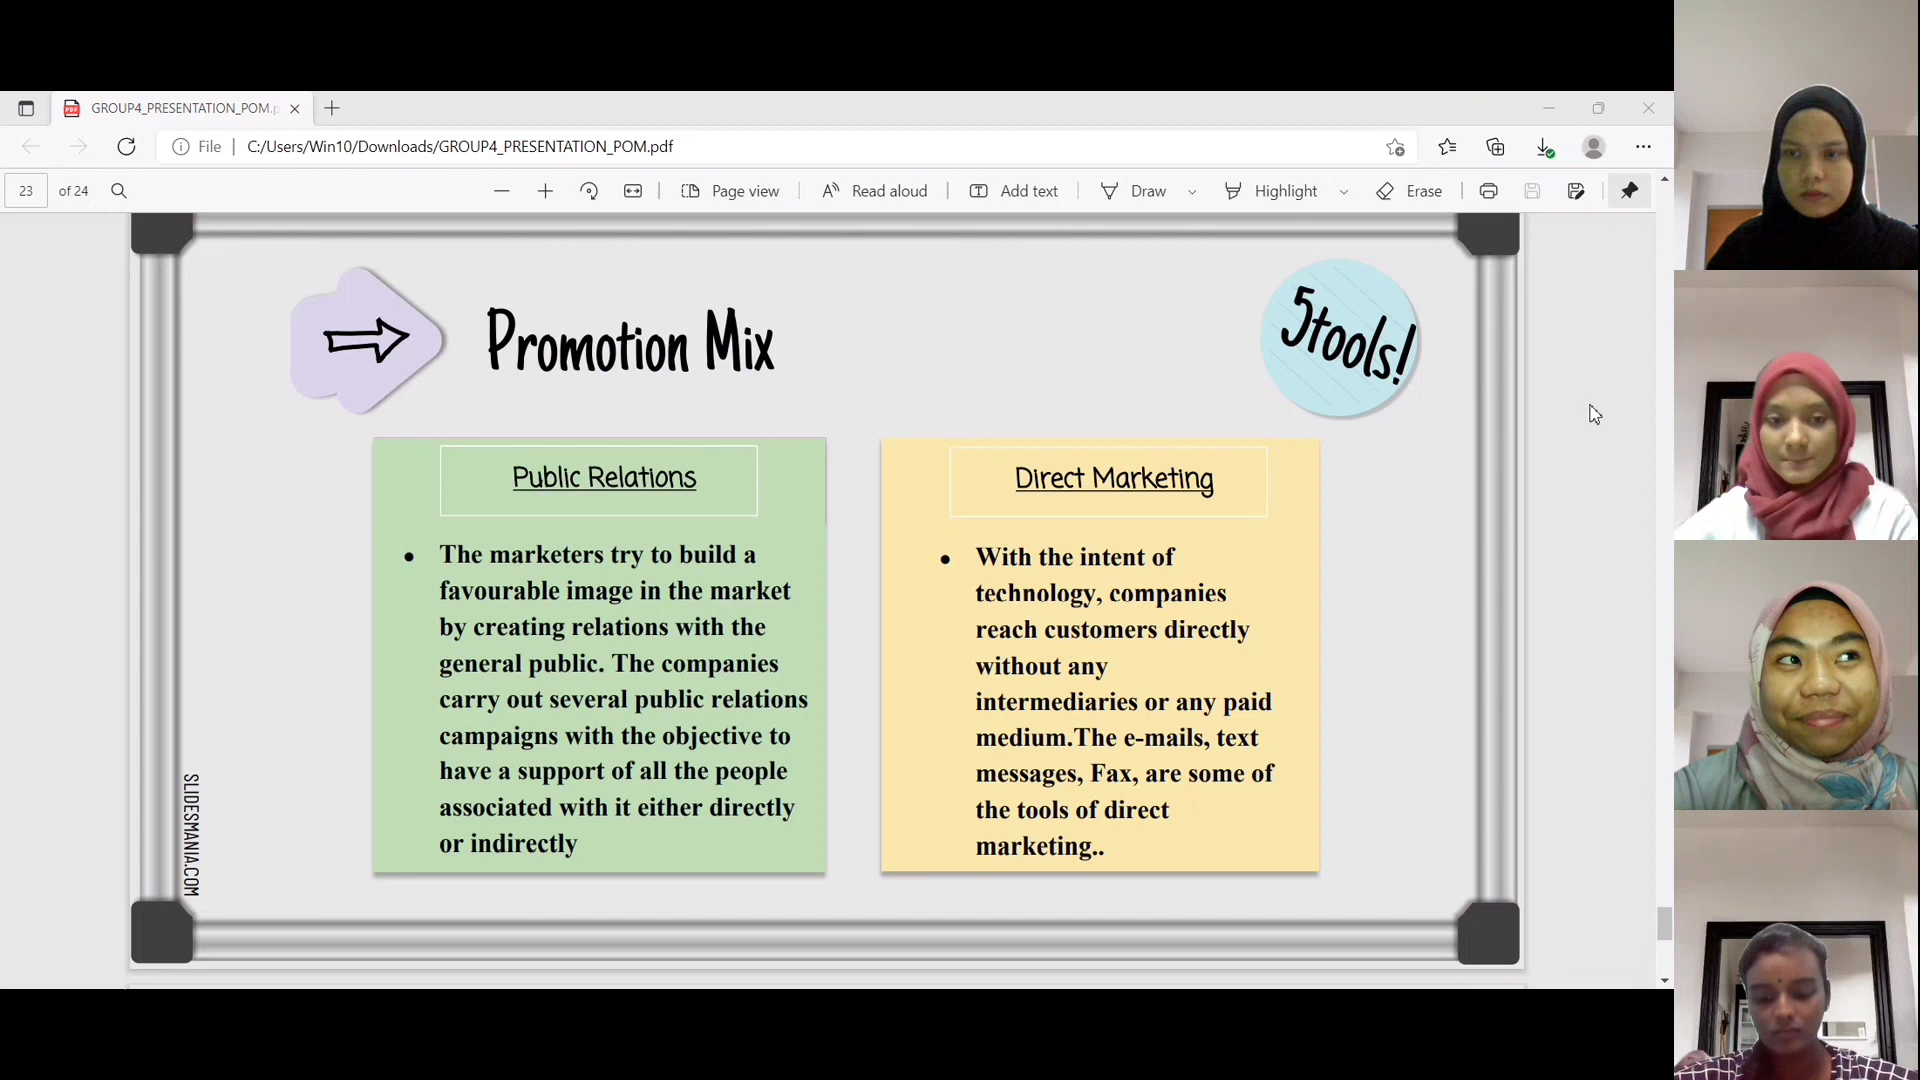 GROUP4_PRESENTATION_POM.p
File
C:/Users/Win10/Downloads/GROUP4_PRESENTATION_POM.pdf
23 of 24
Page view
Read aloud
Add text
Draw
Highlight
Erase
Promotion Mix
5tools!
Public Relations
The marketers try to build a
favourable image in the market
by creating relations with the
general public. The companies
carry out several public relations
campaigns with the objective to
have a support of all the people
associated with it either directly
or indirectly
Direct Marketing
With the intent of
technology, companies
reach customers directly
without any
intermediaries or any paid
medium.The e-mails, text
messages, Fax, are some of
the tools of direct
marketing..
SLIDESMANIA.COM